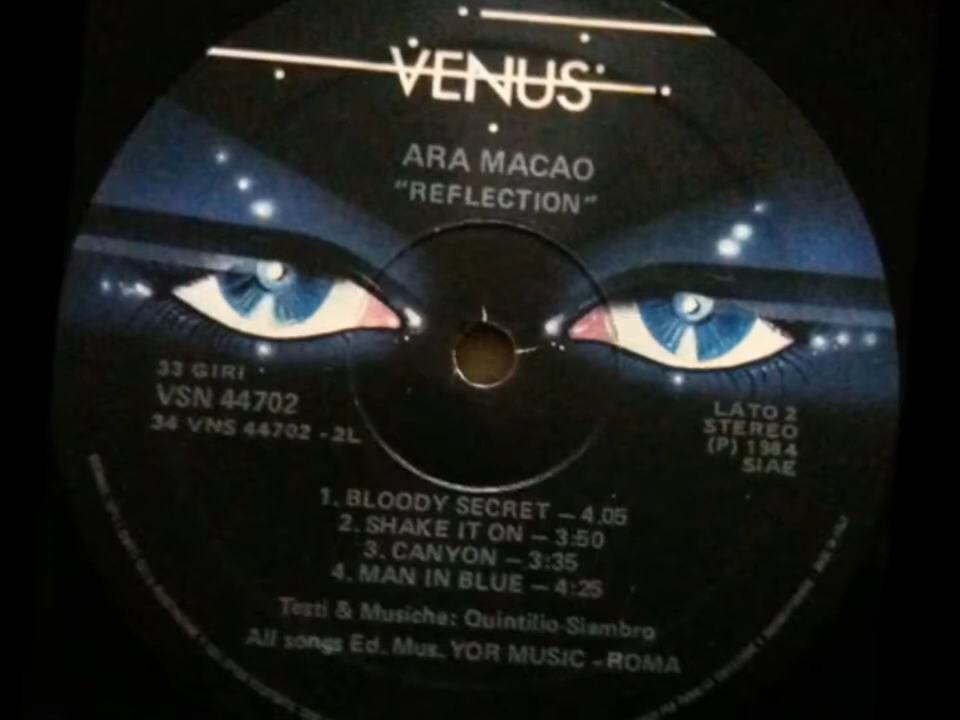 VENUS
ARA MACAO
"REFLECTION"
33 GIRI
VSN 44702
34 VNS 44702 - 2L
LATO 2
STEREO
(P) 1984
SIAE
1. BLOODY SECRET — 4.05
2. SHAKE IT ON — 3:50
3. CANYON — 3:35
4. MAN IN BLUE — 4:25
Testi & Musiche: Quintilio Siambro
All songs Ed. Mus. YOR MUSIC - ROMA